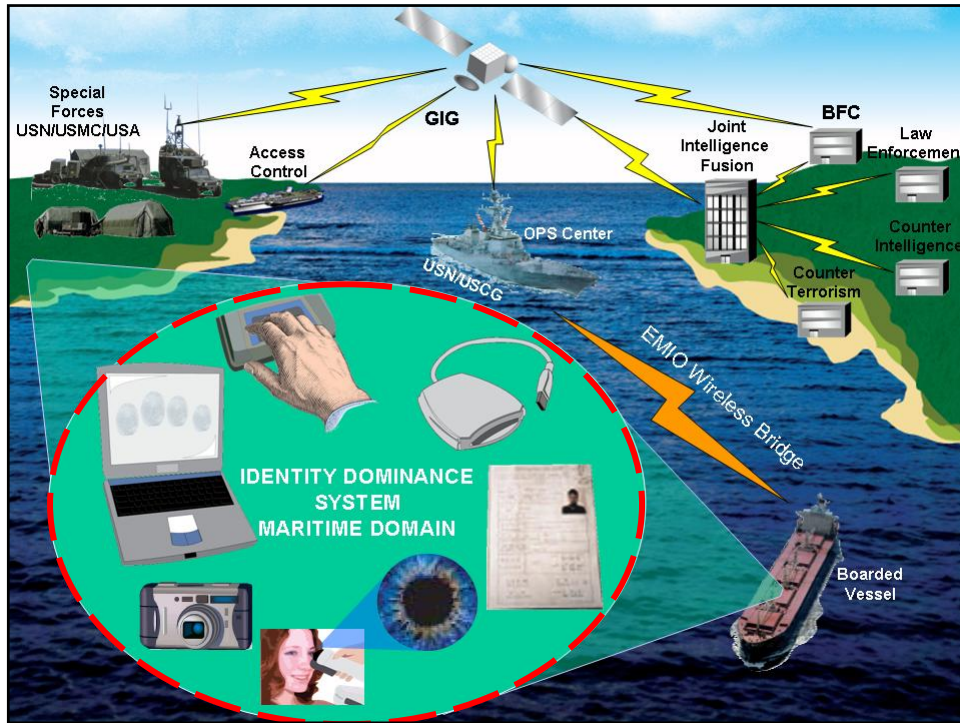 Special
Forces
USN/USMC/USA
Access
Control
GIG
BFC
Joint
Intelligence
Fusion
Law
Enforcement
Counter
Intelligence
Counter
Terrorism
OPS Center
USN/USCG
EMIO Wireless Bridge
IDENTITY DOMINANCE
SYSTEM
MARITIME DOMAIN
Boarded
Vessel